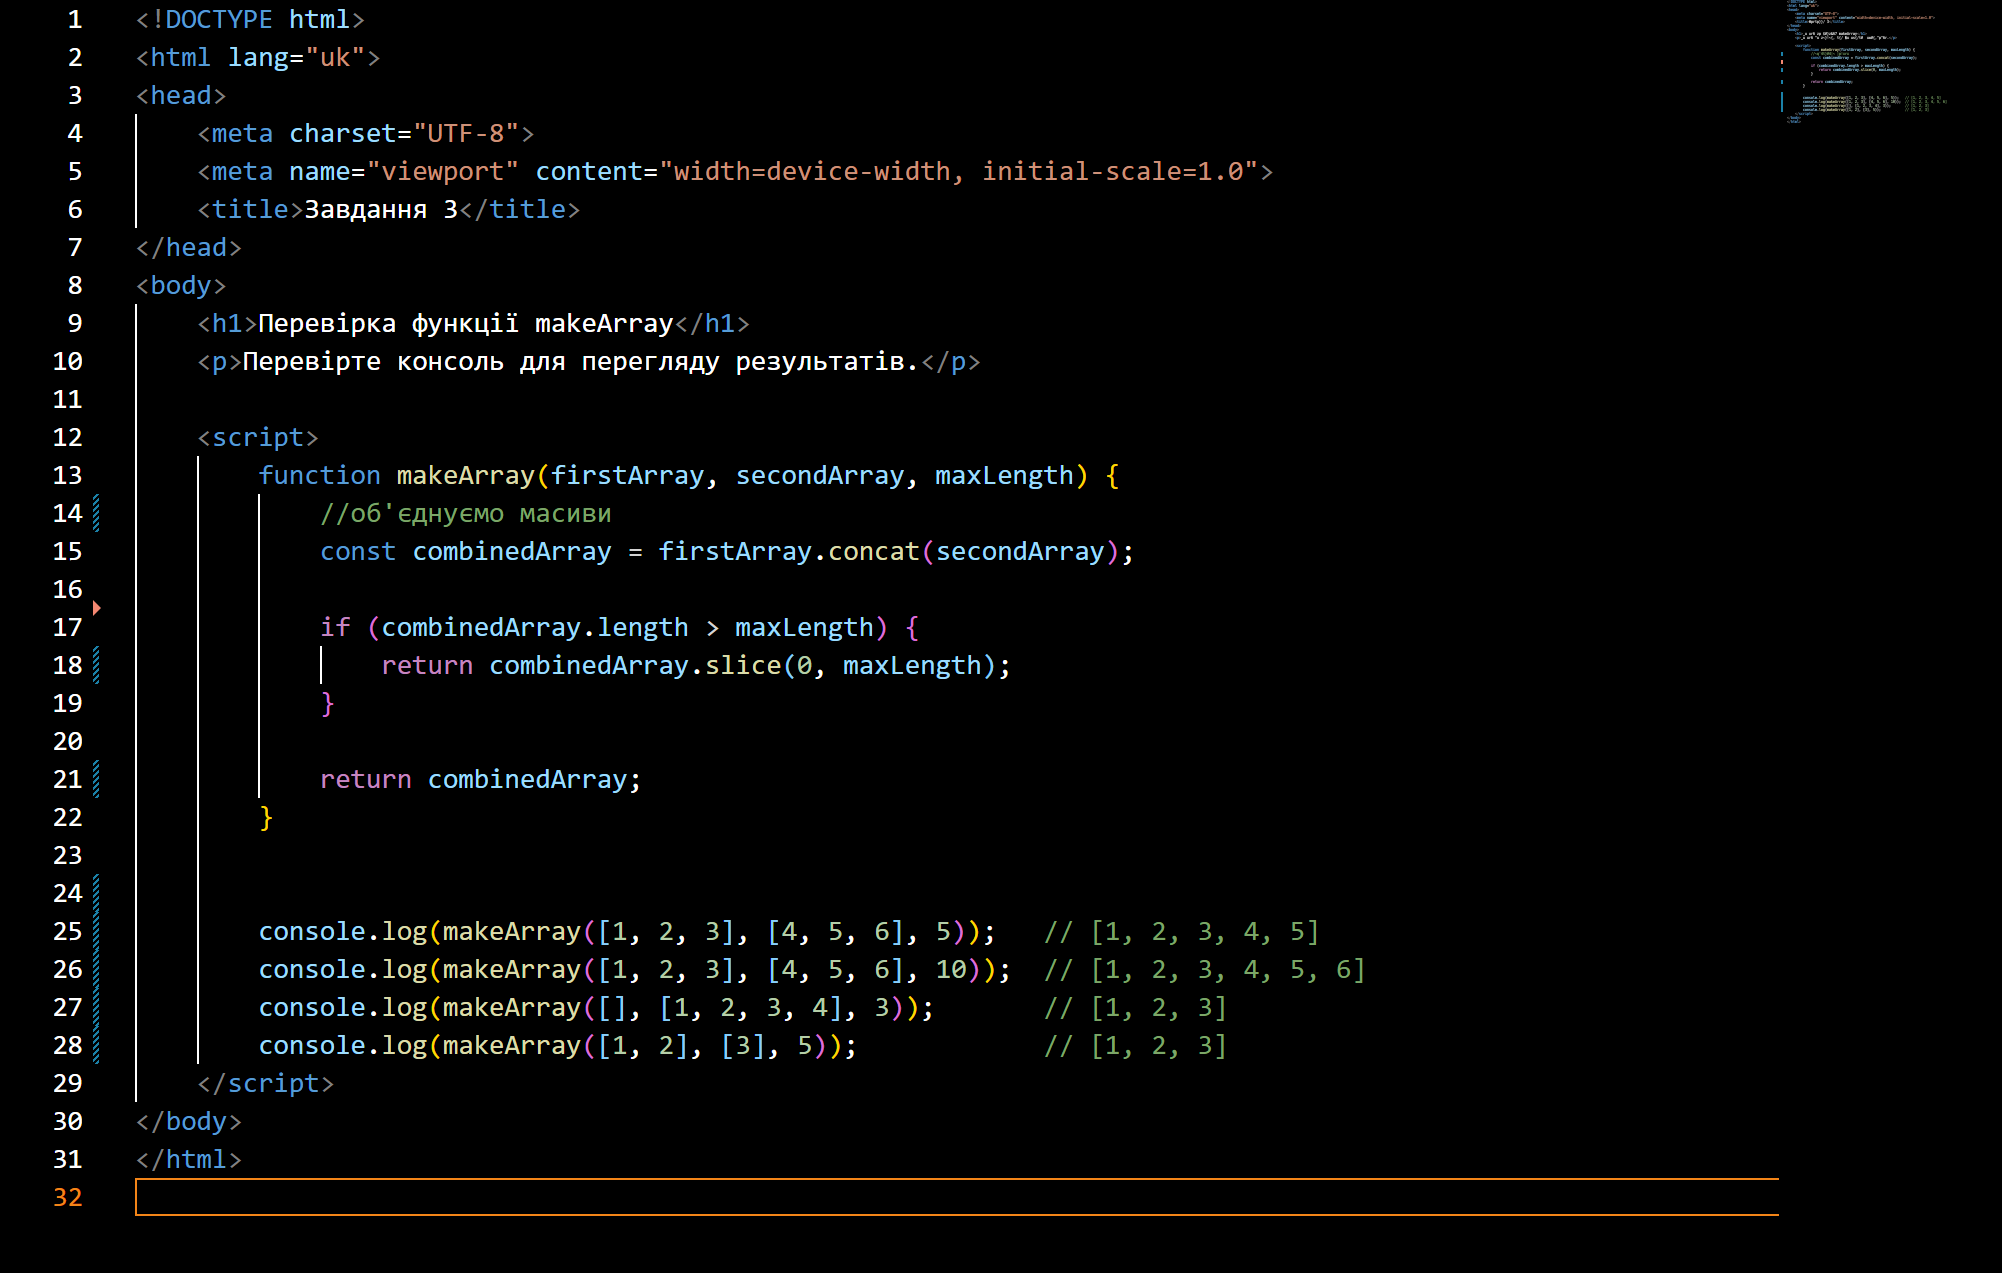 1 <!DOCTYPE html>
2 <html lang="uk">
3 <head>
4     <meta charset="UTF-8">
5     <meta name="viewport" content="width=device-width, initial-scale=1.0">
6     <title>Завдання 3</title>
7 </head>
8 <body>
9     <h1>Перевірка функції makeArray</h1>
10     <p>Перевірте консоль для перегляду результатів.</p>
11
12     <script>
13         function makeArray(firstArray, secondArray, maxLength) {
14             //об'єднуємо масиви
15             const combinedArray = firstArray.concat(secondArray);
16
17             if (combinedArray.length > maxLength) {
18                 return combinedArray.slice(0, maxLength);
19             }
20
21             return combinedArray;
22         }
23
24
25         console.log(makeArray([1, 2, 3], [4, 5, 6], 5));   // [1, 2, 3, 4, 5]
26         console.log(makeArray([1, 2, 3], [4, 5, 6], 10));  // [1, 2, 3, 4, 5, 6]
27         console.log(makeArray([], [1, 2, 3, 4], 3));       // [1, 2, 3]
28         console.log(makeArray([1, 2], [3], 5));            // [1, 2, 3]
29     </script>
30 </body>
31 </html>
32